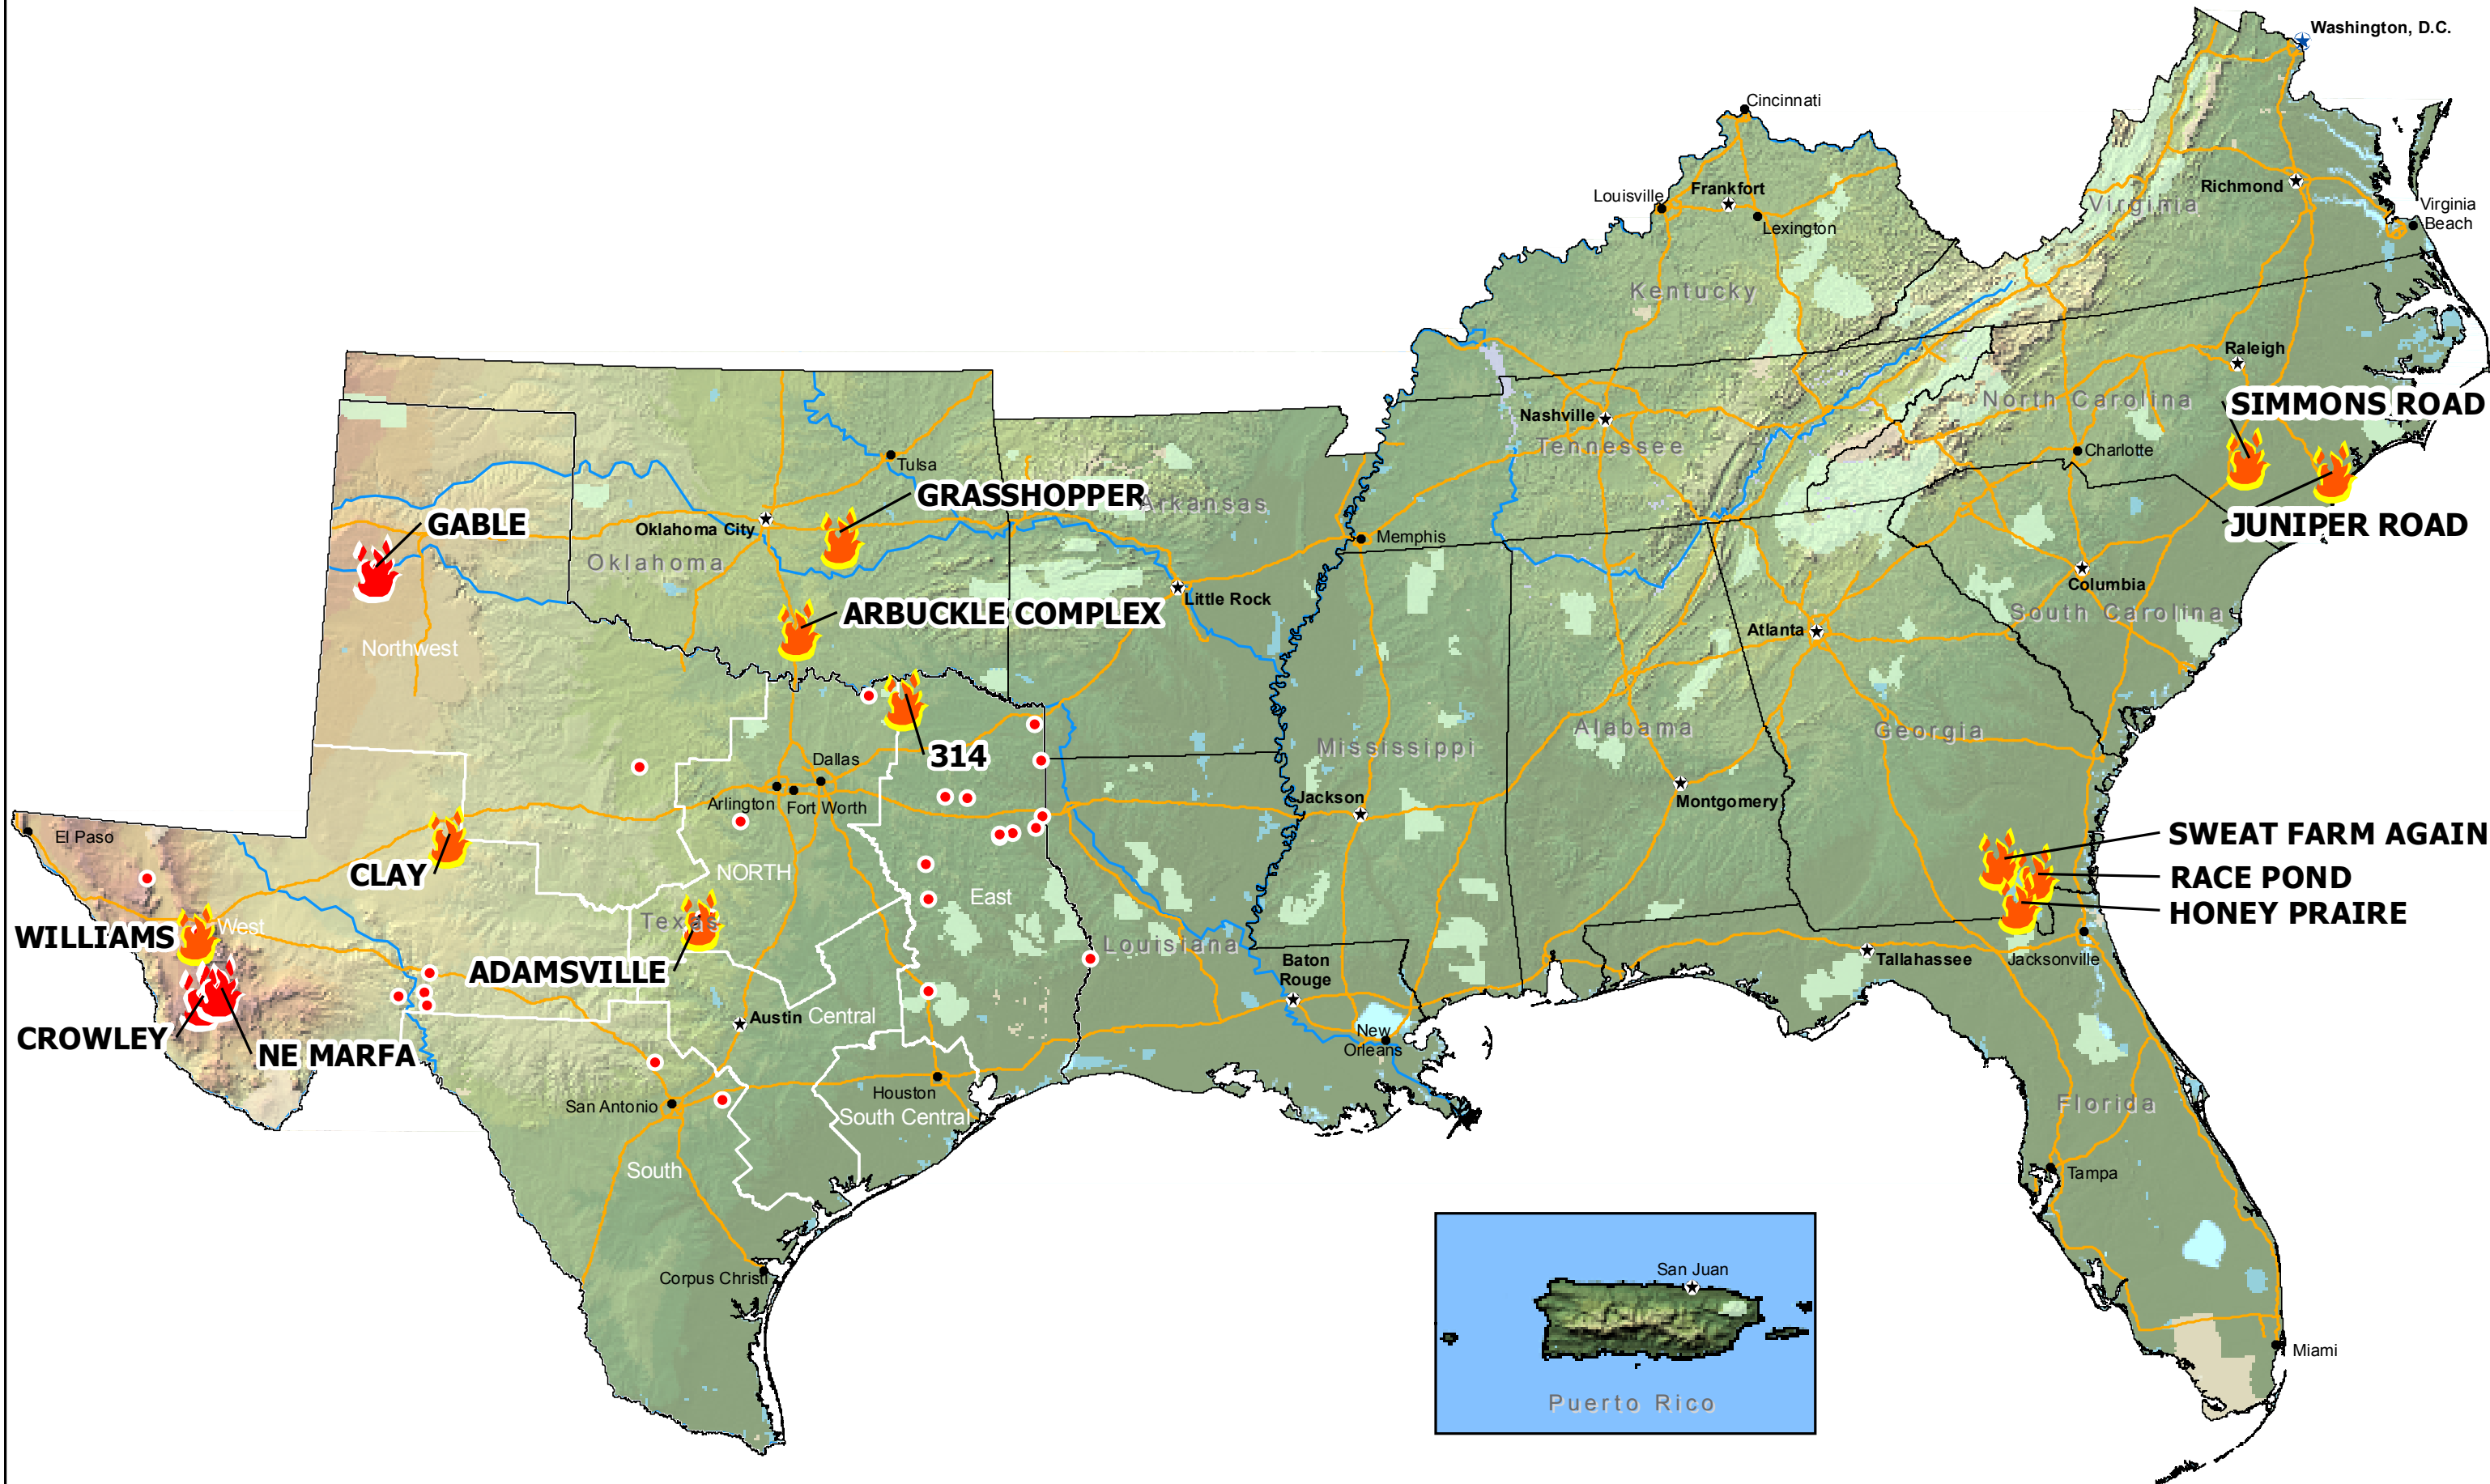 Washington, D.C.
Cincinnati
Louisville
Frankfort
Lexington
Richmond
Virginia
Virginia
Beach
Kentucky
Raleigh
North Carolina
SIMMONS ROAD
Nashville
Tennessee
Charlotte
Tulsa
GRASSHOPPER
Arkansas
GABLE
Oklahoma City
Oklahoma
Memphis
JUNIPER ROAD
Columbia
Little Rock
ARBUCKLE COMPLEX
South Carolina
Atlanta
Northwest
314
Mississippi
Alabama
Georgia
Dallas
Arlington
Fort Worth
Jackson
Montgomery
El Paso
SWEAT FARM AGAIN
CLAY
NORTH
RACE POND
East
HONEY PRAIRE
West
Texas
WILLIAMS
Louisiana
ADAMSVILLE
Baton
Rouge
Tallahassee
Jacksonville
CROWLEY
Austin
Central
NE MARFA
New
Orleans
Houston
San Antonio
South Central
Florida
South
Tampa
Corpus Christi
San Juan
Miami
Puerto Rico